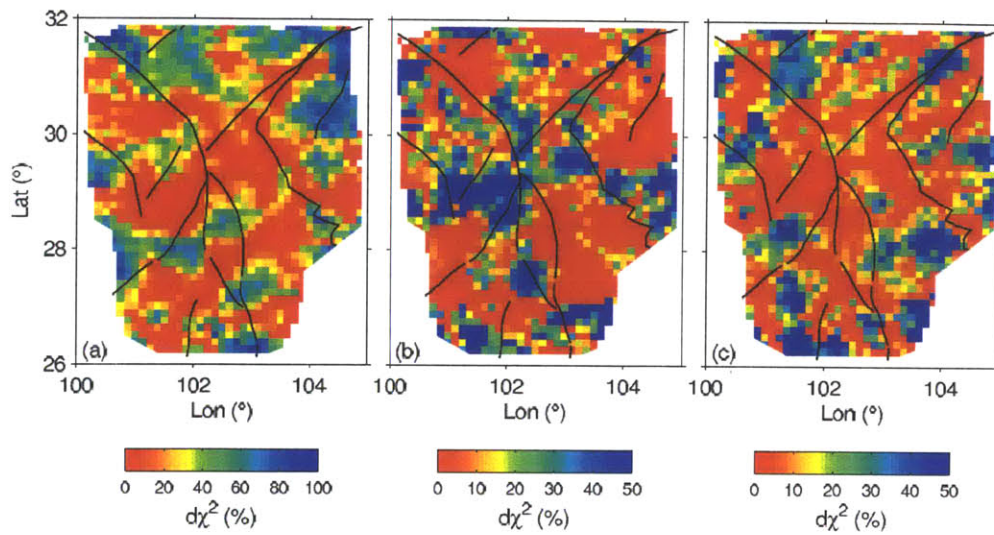 32
30
28
26
Lat (°)
(a) (b) (c)
100 102 104 100 102 104 100 102 104
Lon (°) Lon (°) Lon (°)
0 20 40 60 80 100 0 10 20 30 40 50 0 10 20 30 40 50
dχ² (%) dχ² (%) dχ² (%)